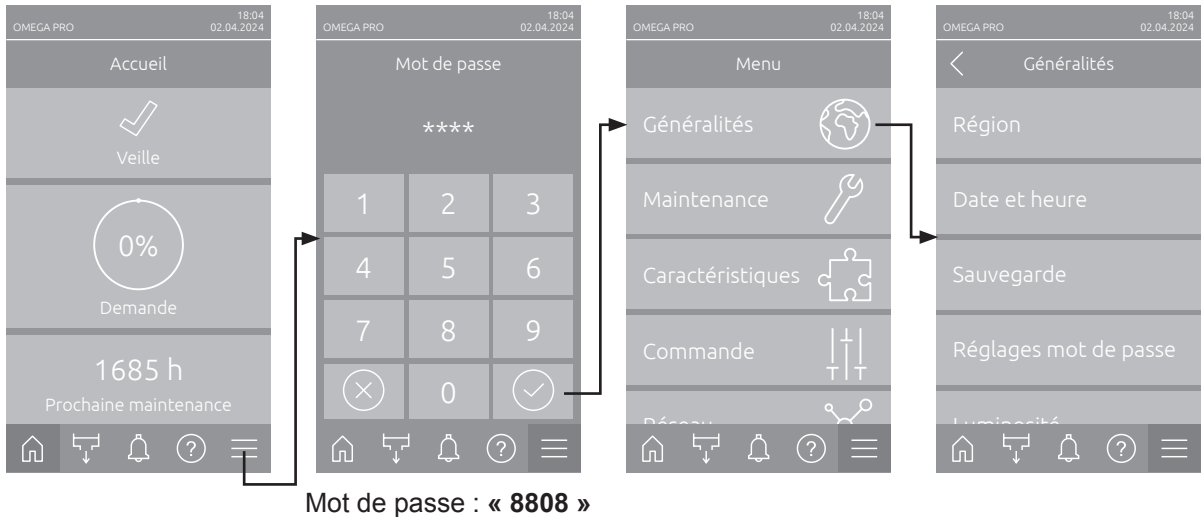 18:04
OMEGA PRO 02.04.2024
Accueil
Veille
0%
Demande
1685 h
Prochaine maintenance
?
18:04
OMEGA PRO 02.04.2024
Mot de passe
****
1 2 3
4 5 6
7 8 9
0
?
18:04
OMEGA PRO 02.04.2024
Menu
Généralités
Maintenance
Caractéristiques
Commande
Réseau
?
18:04
OMEGA PRO 02.04.2024
Généralités
Région
Date et heure
Sauvegarde
Réglages mot de passe
Luminosité
?
Mot de passe : « 8808 »